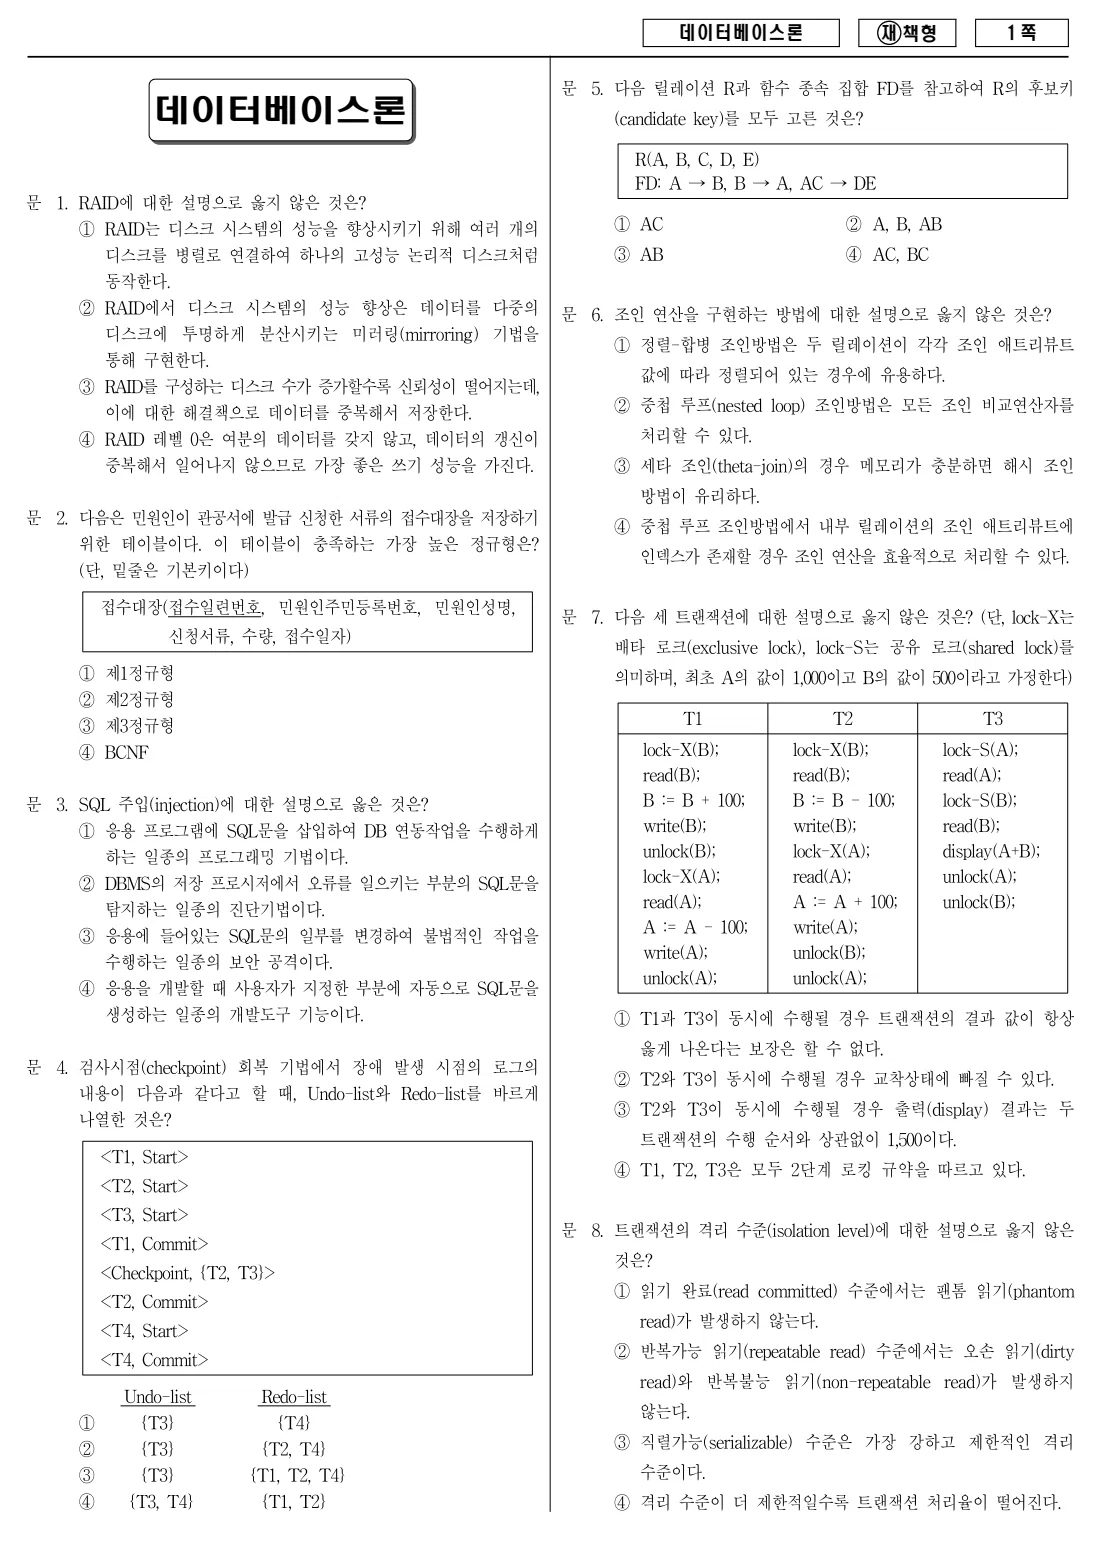 데이터베이스론 ㉾책형 1 쪽
데이터베이스론
문 1. RAID에 대한 설명으로 옳지 않은 것은?
① RAID는 디스크 시스템의 성능을 향상시키기 위해 여러 개의
디스크를 병렬로 연결하여 하나의 고성능 논리적 디스크처럼
동작한다.
② RAID에서 디스크 시스템의 성능 향상은 데이터를 다중의
디스크에 투명하게 분산시키는 미러링(mirroring) 기법을
통해 구현한다.
③ RAID를 구성하는 디스크 수가 증가할수록 신뢰성이 떨어지는데,
이에 대한 해결책으로 데이터를 중복해서 저장한다.
④ RAID 레벨 0은 여분의 데이터를 갖지 않고, 데이터의 갱신이
중복해서 일어나지 않으므로 가장 좋은 쓰기 성능을 가진다.
문 2. 다음은 민원인이 관공서에 발급 신청한 서류의 접수대장을 저장하기
위한 테이블이다. 이 테이블이 충족하는 가장 높은 정규형은?
(단, 밑줄은 기본키이다)
접수대장(접수일련번호, 민원인주민등록번호, 민원인성명,
신청서류, 수량, 접수일자)
① 제1정규형
② 제2정규형
③ 제3정규형
④ BCNF
문 3. SQL 주입(injection)에 대한 설명으로 옳은 것은?
① 응용 프로그램에 SQL문을 삽입하여 DB 연동작업을 수행하게
하는 일종의 프로그래밍 기법이다.
② DBMS의 저장 프로시저에서 오류를 일으키는 부분의 SQL문을
탐지하는 일종의 진단기법이다.
③ 응용에 들어있는 SQL문의 일부를 변경하여 불법적인 작업을
수행하는 일종의 보안 공격이다.
④ 응용을 개발할 때 사용자가 지정한 부분에 자동으로 SQL문을
생성하는 일종의 개발도구 기능이다.
문 4. 검사시점(checkpoint) 회복 기법에서 장애 발생 시점의 로그의
내용이 다음과 같다고 할 때, Undo-list와 Redo-list를 바르게
나열한 것은?
<T1, Start>
<T2, Start>
<T3, Start>
<T1, Commit>
<Checkpoint, {T2, T3}>
<T2, Commit>
<T4, Start>
<T4, Commit>
Undo-list Redo-list
① {T3} {T4}
② {T3} {T2, T4}
③ {T3} {T1, T2, T4}
④ {T3, T4} {T1, T2}
문 5. 다음 릴레이션 R과 함수 종속 집합 FD를 참고하여 R의 후보키
(candidate key)를 모두 고른 것은?
R(A, B, C, D, E)
FD: A → B, B → A, AC → DE
① AC ② A, B, AB
③ AB ④ AC, BC
문 6. 조인 연산을 구현하는 방법에 대한 설명으로 옳지 않은 것은?
① 정렬-합병 조인방법은 두 릴레이션이 각각 조인 애트리뷰트
값에 따라 정렬되어 있는 경우에 유용하다.
② 중첩 루프(nested loop) 조인방법은 모든 조인 비교연산자를
처리할 수 있다.
③ 세타 조인(theta-join)의 경우 메모리가 충분하면 해시 조인
방법이 유리하다.
④ 중첩 루프 조인방법에서 내부 릴레이션의 조인 애트리뷰트에
인덱스가 존재할 경우 조인 연산을 효율적으로 처리할 수 있다.
문 7. 다음 세 트랜잭션에 대한 설명으로 옳지 않은 것은? (단, lock-X는
배타 로크(exclusive lock), lock-S는 공유 로크(shared lock)를
의미하며, 최초 A의 값이 1,000이고 B의 값이 500이라고 가정한다)
T1 T2 T3
lock-X(B); lock-X(B); lock-S(A);
read(B); read(B); read(A);
B := B + 100; B := B - 100; lock-S(B);
write(B); write(B); read(B);
unlock(B); lock-X(A); display(A+B);
lock-X(A); read(A); unlock(A);
read(A); A := A + 100; unlock(B);
A := A - 100; write(A);
write(A); unlock(B);
unlock(A); unlock(A);
① T1과 T3이 동시에 수행될 경우 트랜잭션의 결과 값이 항상
옳게 나온다는 보장은 할 수 없다.
② T2와 T3이 동시에 수행될 경우 교착상태에 빠질 수 있다.
③ T2와 T3이 동시에 수행될 경우 출력(display) 결과는 두
트랜잭션의 수행 순서와 상관없이 1,500이다.
④ T1, T2, T3은 모두 2단계 로킹 규약을 따르고 있다.
문 8. 트랜잭션의 격리 수준(isolation level)에 대한 설명으로 옳지 않은
것은?
① 읽기 완료(read committed) 수준에서는 팬톰 읽기(phantom
read)가 발생하지 않는다.
② 반복가능 읽기(repeatable read) 수준에서는 오손 읽기(dirty
read)와 반복불능 읽기(non-repeatable read)가 발생하지
않는다.
③ 직렬가능(serializable) 수준은 가장 강하고 제한적인 격리
수준이다.
④ 격리 수준이 더 제한적일수록 트랜잭션 처리율이 떨어진다.